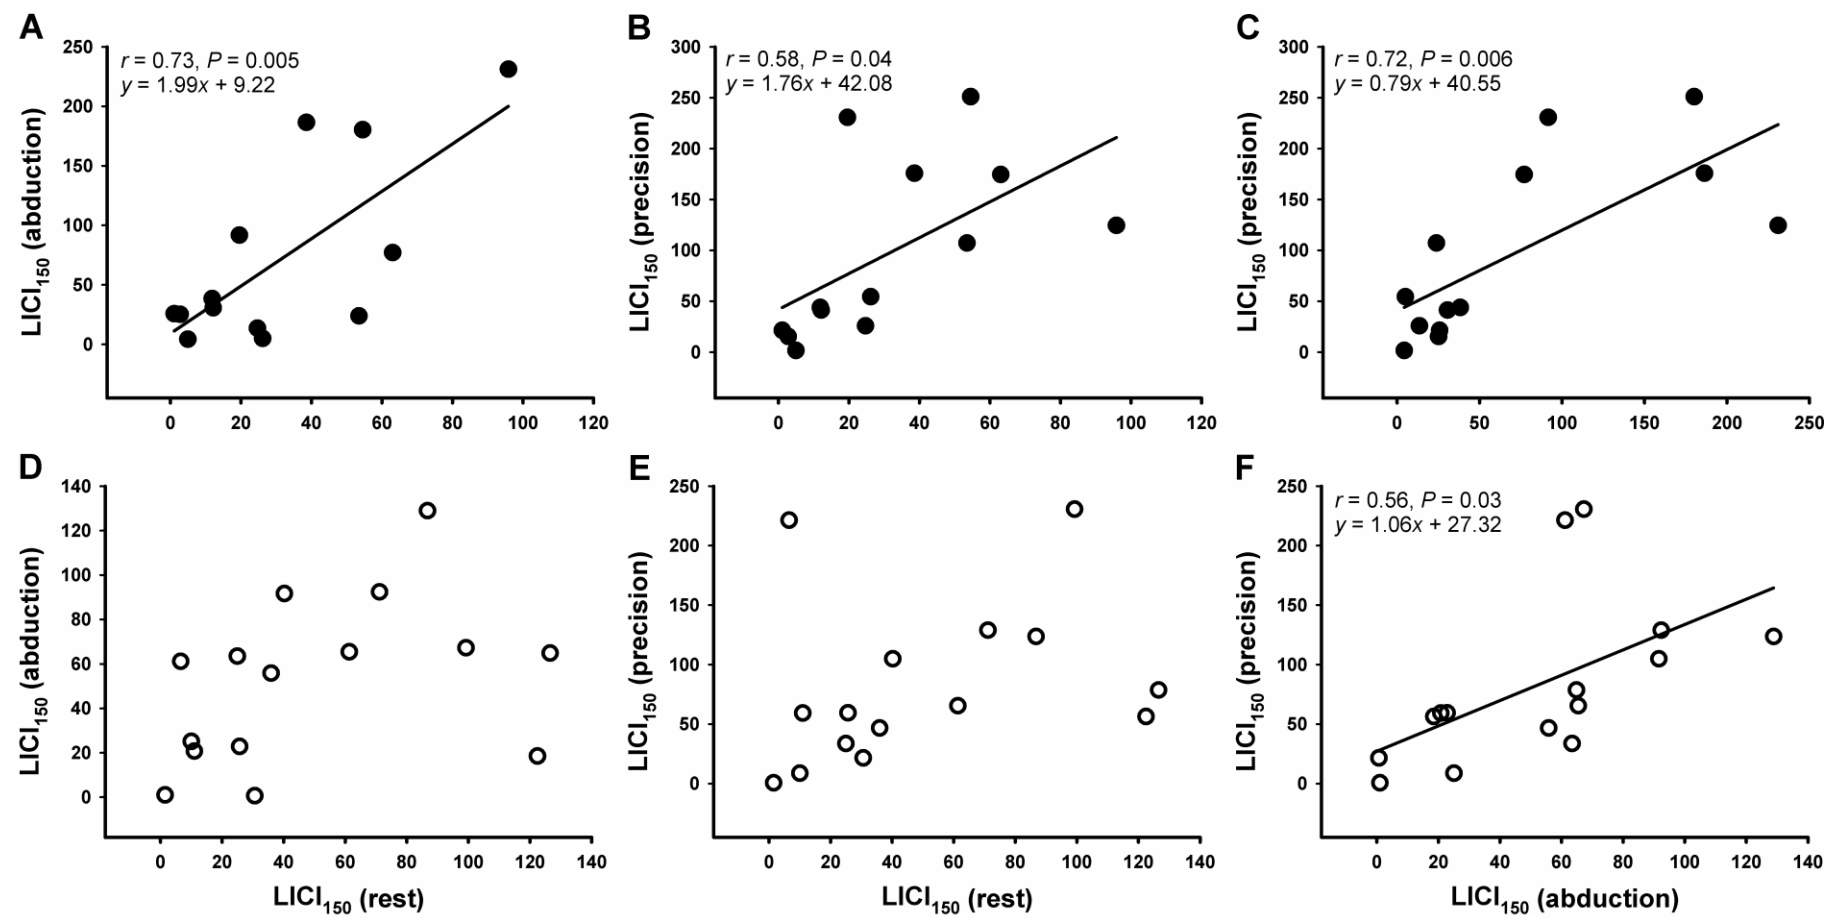 A
r = 0.73, P = 0.005
y = 1.99x + 9.22
LICI150 (abduction)
250
200
150
100
50
0
0 20 40 60 80 100 120
B
r = 0.58, P = 0.04
y = 1.76x + 42.08
LICI150 (precision)
300
250
200
150
100
50
0
0 20 40 60 80 100 120
C
r = 0.72, P = 0.006
y = 0.79x + 40.55
LICI150 (precision)
300
250
200
150
100
50
0
0 50 100 150 200 250
D
LICI150 (abduction)
140
120
100
80
60
40
20
0
0 20 40 60 80 100 120 140
LICI150 (rest)
E
LICI150 (precision)
250
200
150
100
50
0
0 20 40 60 80 100 120 140
LICI150 (rest)
F
r = 0.56, P = 0.03
y = 1.06x + 27.32
LICI150 (precision)
250
200
150
100
50
0
0 20 40 60 80 100 120 140
LICI150 (abduction)